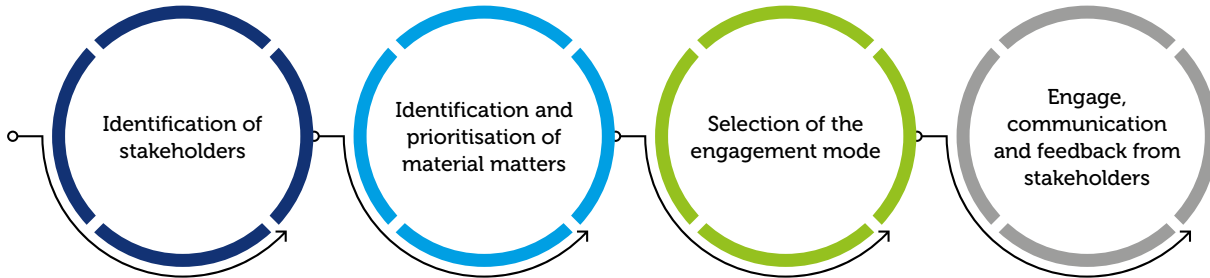 Identification of
stakeholders
Identification and
prioritisation of
material matters
Selection of the
engagement mode
Engage,
communication
and feedback from
stakeholders